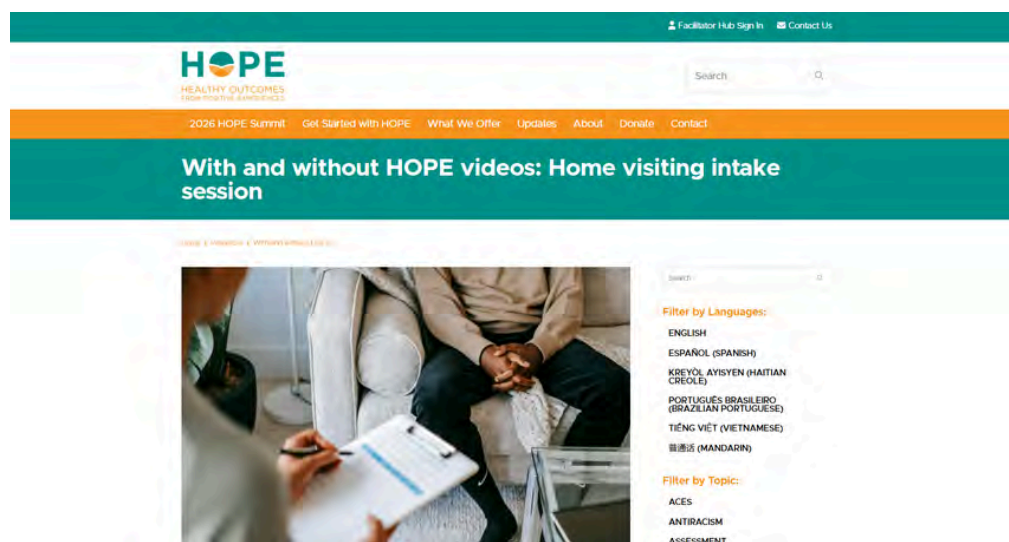 Facilitator Hub Sign In Contact Us
HOPE
HEALTHY OUTCOMES
FROM POSITIVE EXPERIENCES
Search
2026 HOPE Summit Get Started with HOPE What We Offer Updates About Donate Contact
With and without HOPE videos: Home visiting intake
session
Search
Filter by Languages:
ENGLISH
ESPAÑOL (SPANISH)
KREYÒL AYISYEN (HAITIAN
CREOLE)
PORTUGUÊS BRASILEIRO
(BRAZILIAN PORTUGUESE)
TIẾNG VIỆT (VIETNAMESE)
普通话 (MANDARIN)
Filter by Topic:
ACES
ANTIRACISM
ASSESSMENT